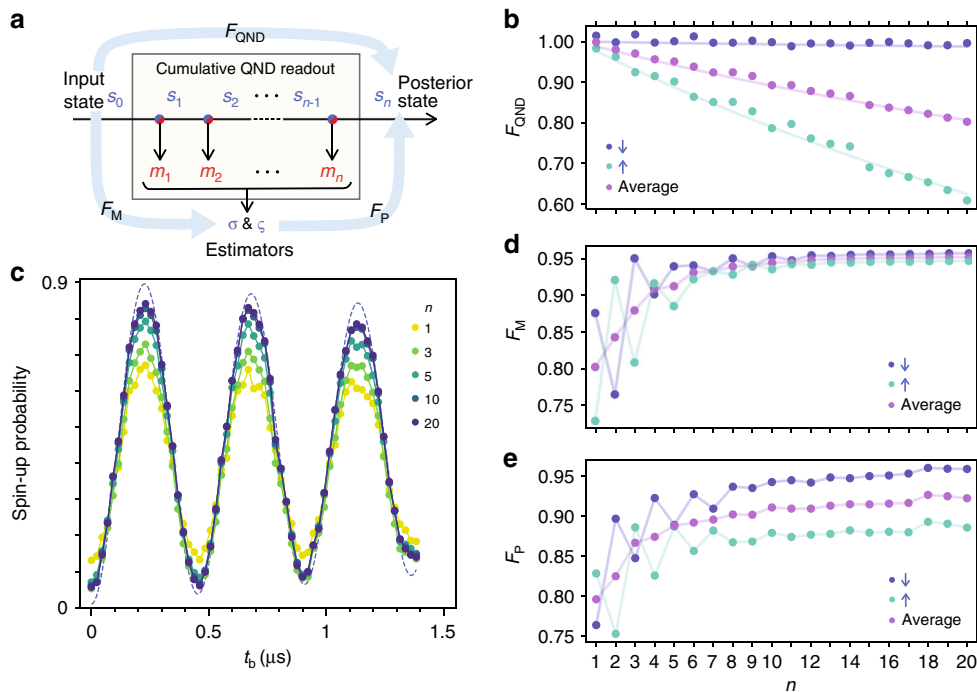 a
F_QND
Input state
Cumulative QND readout
Posterior state
s_0 s_1 s_2 ··· s_n-1 s_n
m_1 m_2 ··· m_n
F_M
σ & ς
F_P
Estimators
b
1.00
0.90
0.80
0.70
0.60
F_QND
↓
↑
Average
c
0.9
0
Spin-up probability
n
1
3
5
10
20
0 0.5 1 1.5
t_b (μs)
d
0.95
0.90
0.85
0.80
0.75
F_M
↓
↑
Average
e
0.95
0.90
0.85
0.80
0.75
F_P
↓
↑
Average
1 2 3 4 5 6 7 8 9 10 12 14 16 18 20
n